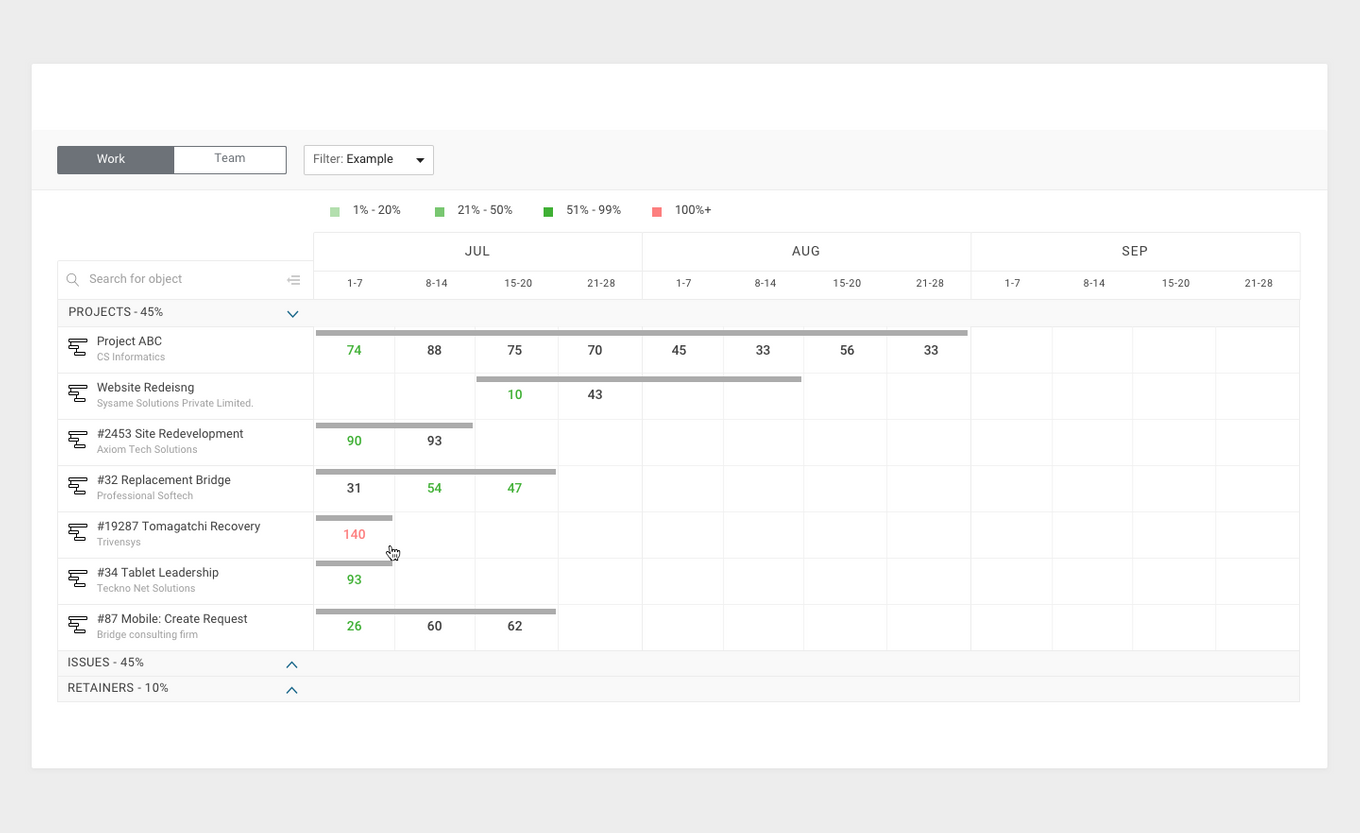 Work Team Filter: Example
1% - 20% 21% - 50% 51% - 99% 100%+
JUL AUG SEP
Search for object
1-7 8-14 15-20 21-28 1-7 8-14 15-20 21-28 1-7 8-14 15-20 21-28
PROJECTS - 45%
Project ABC
CS Informatics
74 88 75 70 45 33 56 33
Website Redeisng
Sysame Solutions Private Limited.
10 43
#2453 Site Redevelopment
Axiom Tech Solutions
90 93
#32 Replacement Bridge
Professional Softech
31 54 47
#19287 Tomagatchi Recovery
Trivensys
140
#34 Tablet Leadership
Teckno Net Solutions
93
#87 Mobile: Create Request
Bridge consulting firm
26 60 62
ISSUES - 45%
RETAINERS - 10%